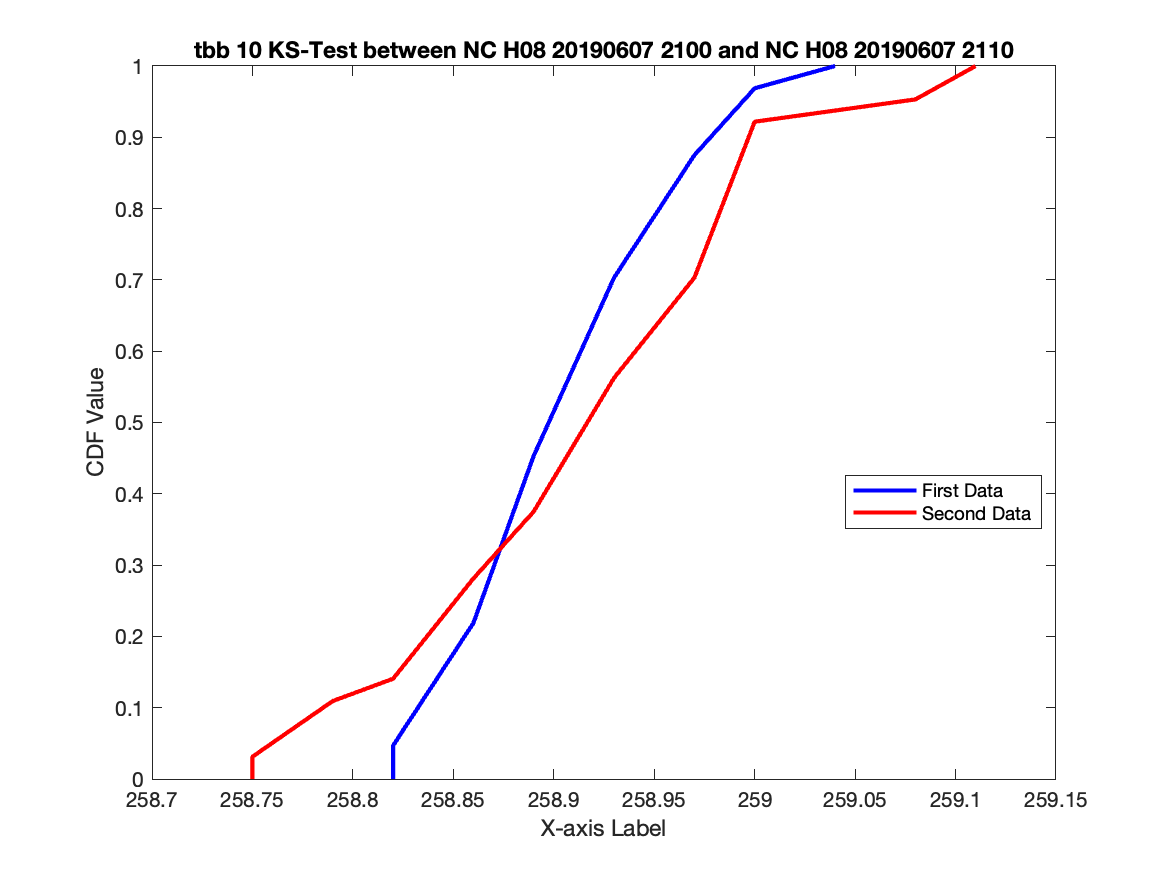 tbb 10 KS-Test between NC H08 20190607 2100 and NC H08 20190607 2110
1
0.9
0.8
0.7
0.6
0.5
0.4
0.3
0.2
0.1
0
CDF Value
First Data
Second Data
258.7 258.75 258.8 258.85 258.9 258.95 259 259.05 259.1 259.15
X-axis Label